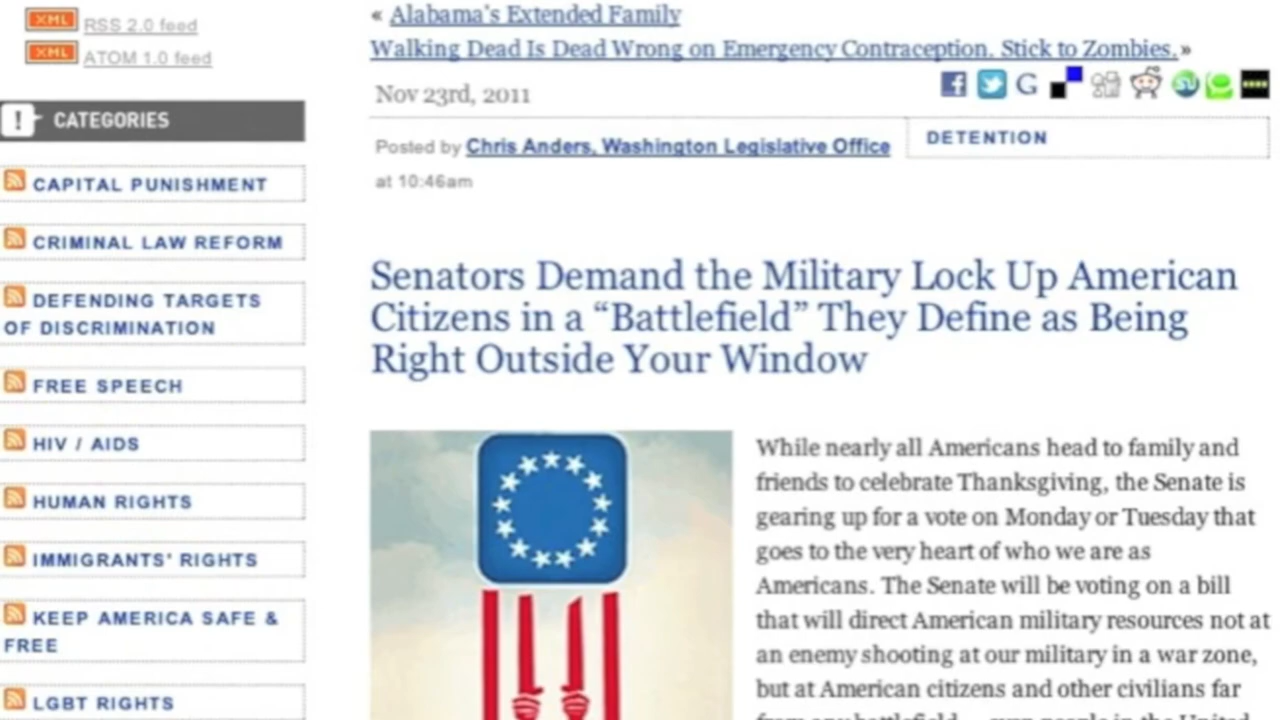 XML RSS 2.0 feed
XML ATOM 1.0 feed
! CATEGORIES
CAPITAL PUNISHMENT
CRIMINAL LAW REFORM
DEFENDING TARGETS
OF DISCRIMINATION
FREE SPEECH
HIV / AIDS
HUMAN RIGHTS
IMMIGRANTS' RIGHTS
KEEP AMERICA SAFE &
FREE
LGBT RIGHTS
« Alabama's Extended Family
Walking Dead Is Dead Wrong on Emergency Contraception. Stick to Zombies.»
Nov 23rd, 2011
Posted by Chris Anders, Washington Legislative Office
at 10:46am
DETENTION
Senators Demand the Military Lock Up American
Citizens in a “Battlefield” They Define as Being
Right Outside Your Window
While nearly all Americans head to family and
friends to celebrate Thanksgiving, the Senate is
gearing up for a vote on Monday or Tuesday that
goes to the very heart of who we are as
Americans. The Senate will be voting on a bill
that will direct American military resources not at
an enemy shooting at our military in a war zone,
but at American citizens and other civilians far